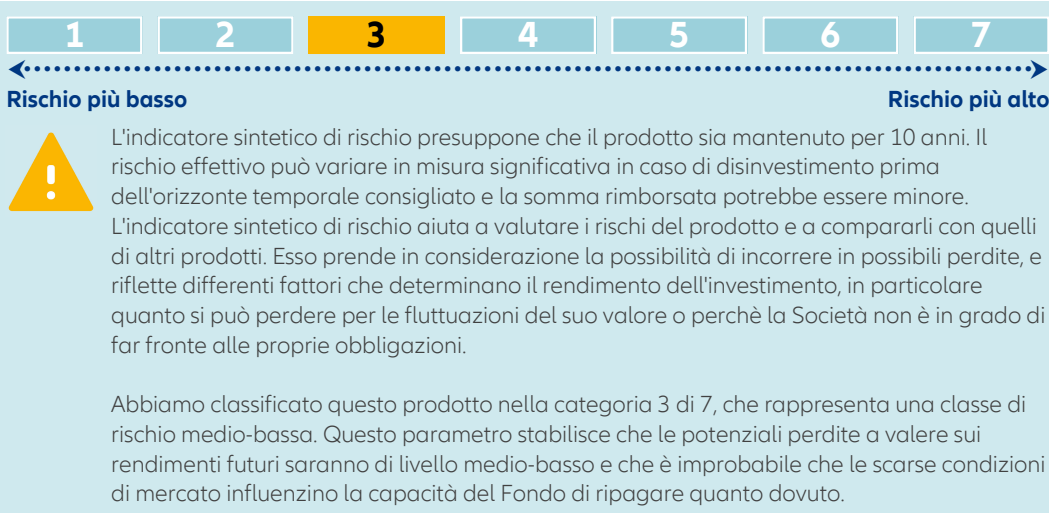 1 2 3 4 5 6 7
Rischio più basso Rischio più alto
L'indicatore sintetico di rischio presuppone che il prodotto sia mantenuto per 10 anni. Il
rischio effettivo può variare in misura significativa in caso di disinvestimento prima
dell'orizzonte temporale consigliato e la somma rimborsata potrebbe essere minore.
L'indicatore sintetico di rischio aiuta a valutare i rischi del prodotto e a compararli con quelli
di altri prodotti. Esso prende in considerazione la possibilità di incorrere in possibili perdite, e
riflette differenti fattori che determinano il rendimento dell'investimento, in particolare
quanto si può perdere per le fluttuazioni del suo valore o perchè la Società non è in grado di
far fronte alle proprie obbligazioni.
Abbiamo classificato questo prodotto nella categoria 3 di 7, che rappresenta una classe di
rischio medio-bassa. Questo parametro stabilisce che le potenziali perdite a valere sui
rendimenti futuri saranno di livello medio-basso e che è improbabile che le scarse condizioni
di mercato influenzino la capacità del Fondo di ripagare quanto dovuto.